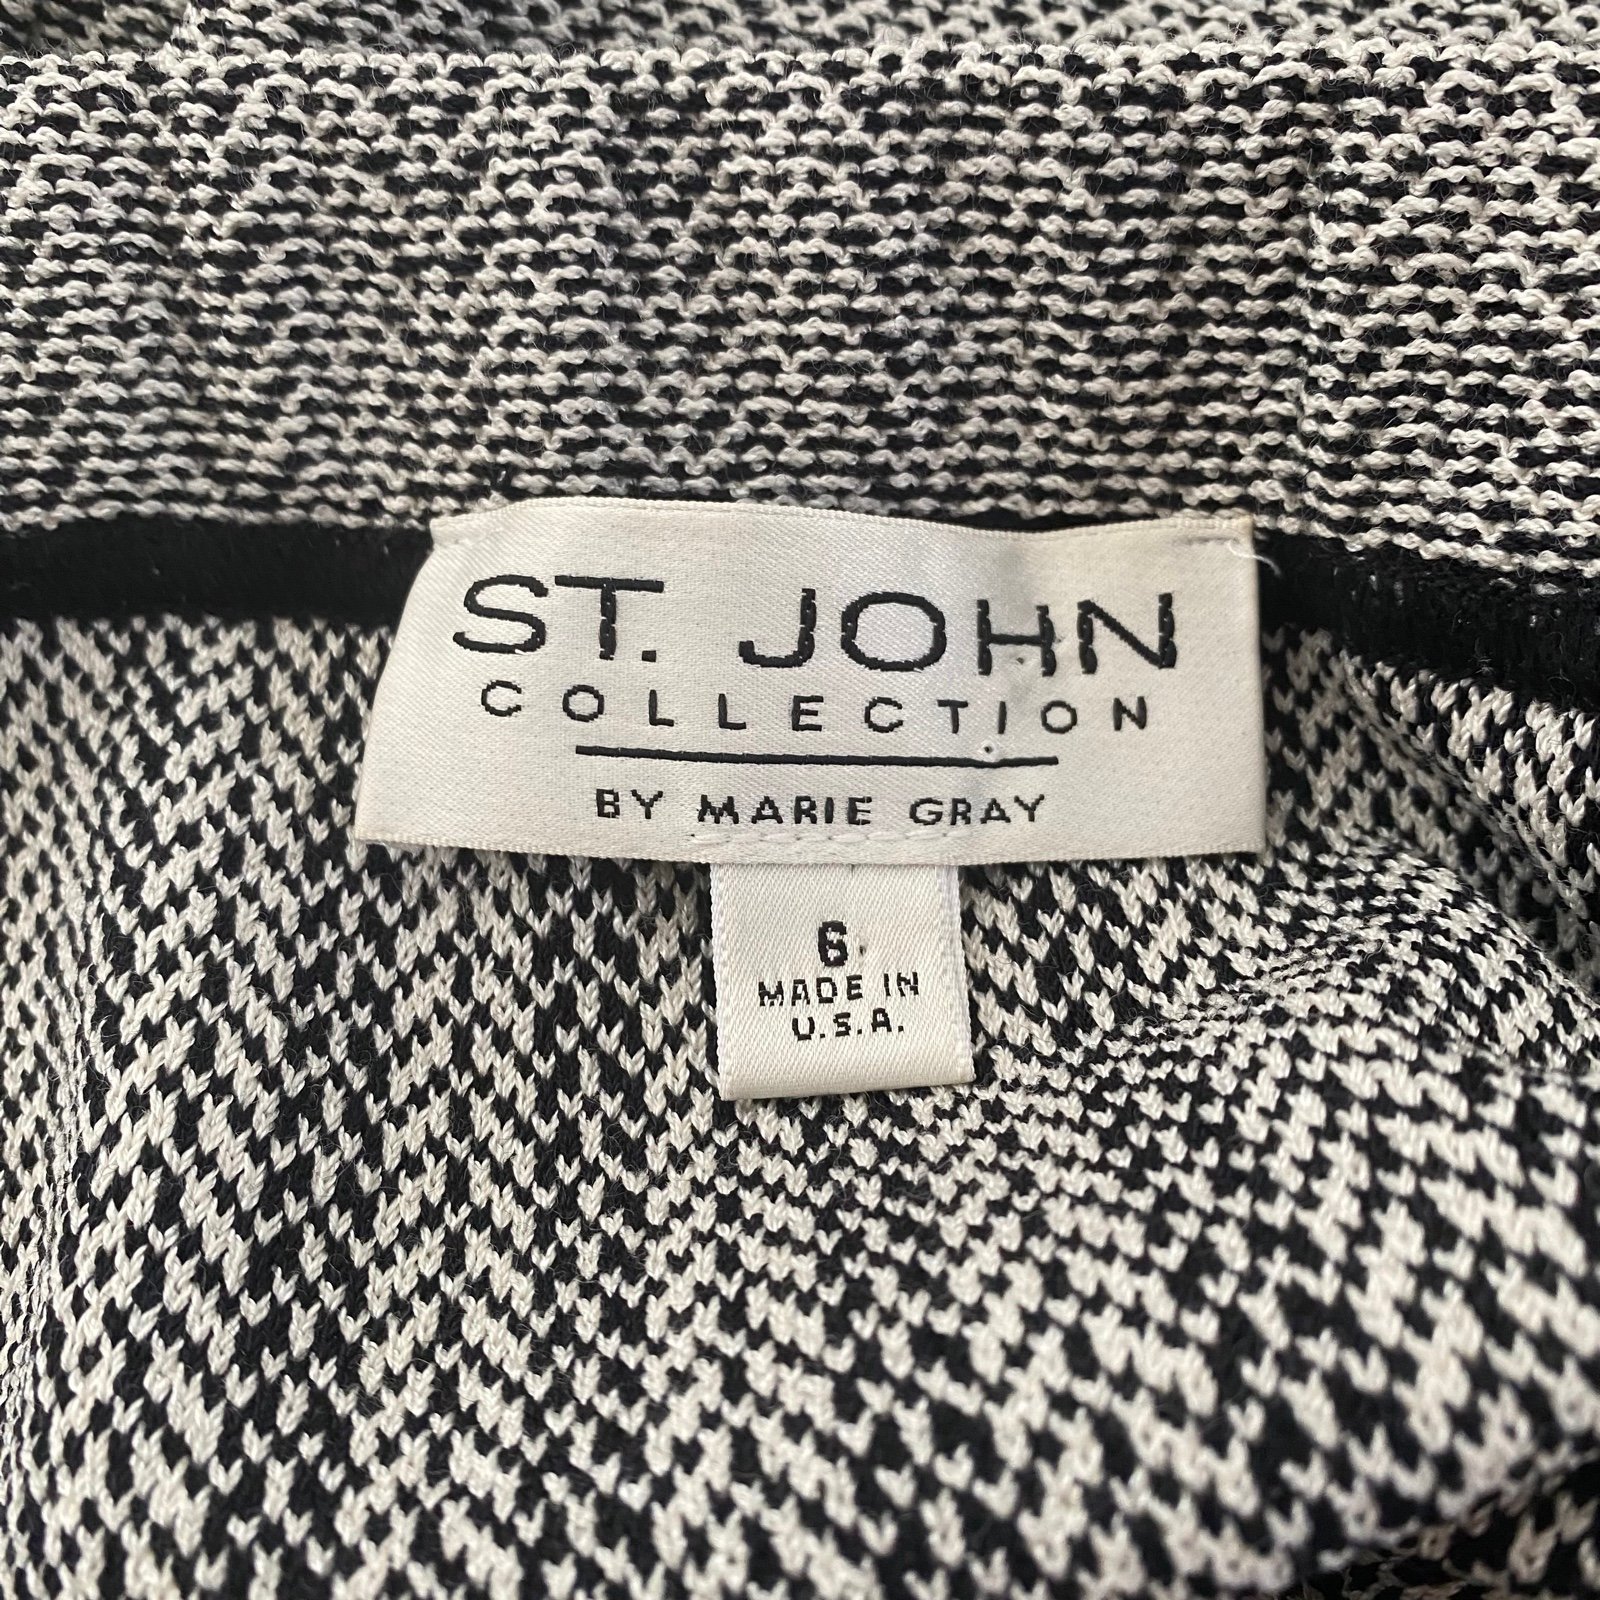 ST. JOHN
COLLECTION
BY MARIE GRAY
6
MADE IN
U.S.A.